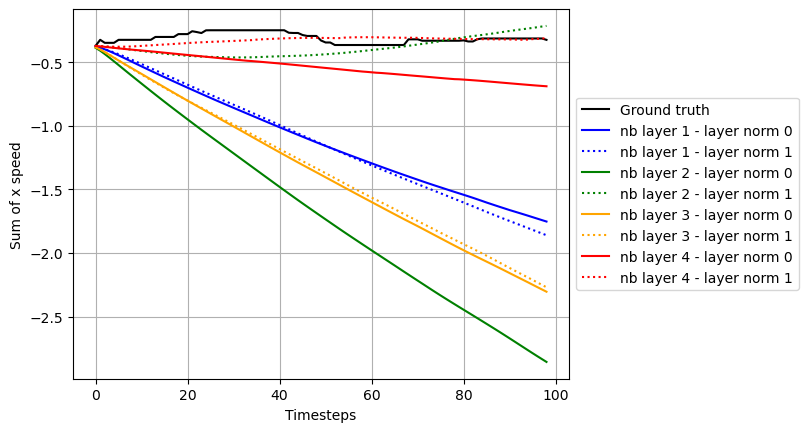 −0.5
−1.0
−1.5
−2.0
−2.5
Sum of x speed
0
20
40
60
80
100
Timesteps
Ground truth
nb layer 1 - layer norm 0
nb layer 1 - layer norm 1
nb layer 2 - layer norm 0
nb layer 2 - layer norm 1
nb layer 3 - layer norm 0
nb layer 3 - layer norm 1
nb layer 4 - layer norm 0
nb layer 4 - layer norm 1